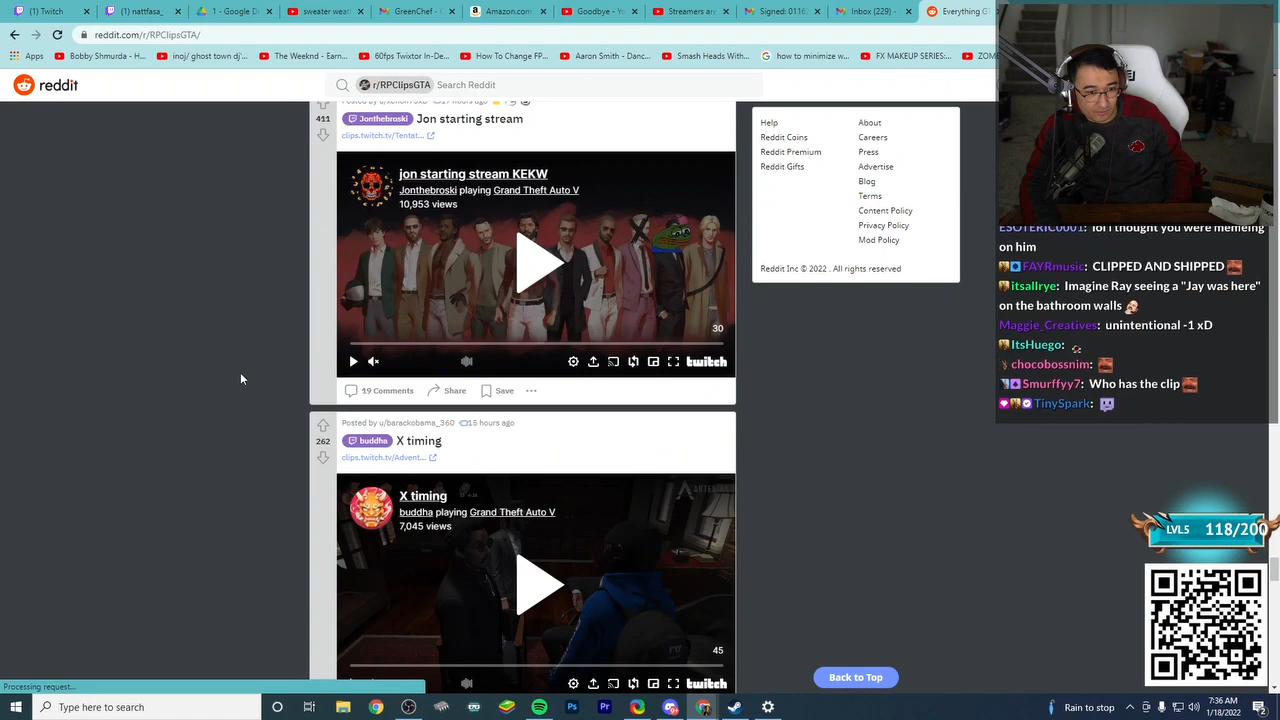 (1) Twitch
nattfasa_
1 - Google D
sweater weat
GreenChef - C
Amazon.com
Goodbye - Yo
Streamers ar
Signed: 0116
Inbox (229) -
Everything G
reddit.com/r/RPClipsGTA/
Apps
Bobby Shmurda - H...
inoj/ ghost town dj'...
The Weeknd - Earn...
60fps Twixtor In-De...
How To Change FP...
Aaron Smith - Danc...
Smash Heads With...
how to minimize w...
FX MAKEUP SERIES:...
ZOM
reddit
r/RPClipsGTA
Search Reddit
411
Jonthebroski
Jon starting stream
clips.twitch.tv/Tentat...
jon starting stream KEKW
Jonthebroski playing Grand Theft Auto V
10,953 views
30
twitch
19 Comments
Share
Save
Posted by u/barackobama_360
15 hours ago
262
buddha
X timing
clips.twitch.tv/Advent...
X timing
buddha playing Grand Theft Auto V
7,045 views
45
twitch
Help
About
Reddit Coins
Careers
Reddit Premium
Press
Reddit Gifts
Advertise
Blog
Terms
Content Policy
Privacy Policy
Mod Policy
Reddit Inc © 2022 . All rights reserved
Back to Top
ESOTERIC0001: lol i thought you were memeing
on him
FAYRmusic: CLIPPED AND SHIPPED
itsallrye: Imagine Ray seeing a "Jay was here"
on the bathroom walls
Maggie_Creatives: unintentional -1 xD
ItsHuego:
chocobossnim:
Smurffyy7: Who has the clip
TinySpark:
LVL5
118/200
Processing request...
Type here to search
Rain to stop
7:36 AM
1/18/2022